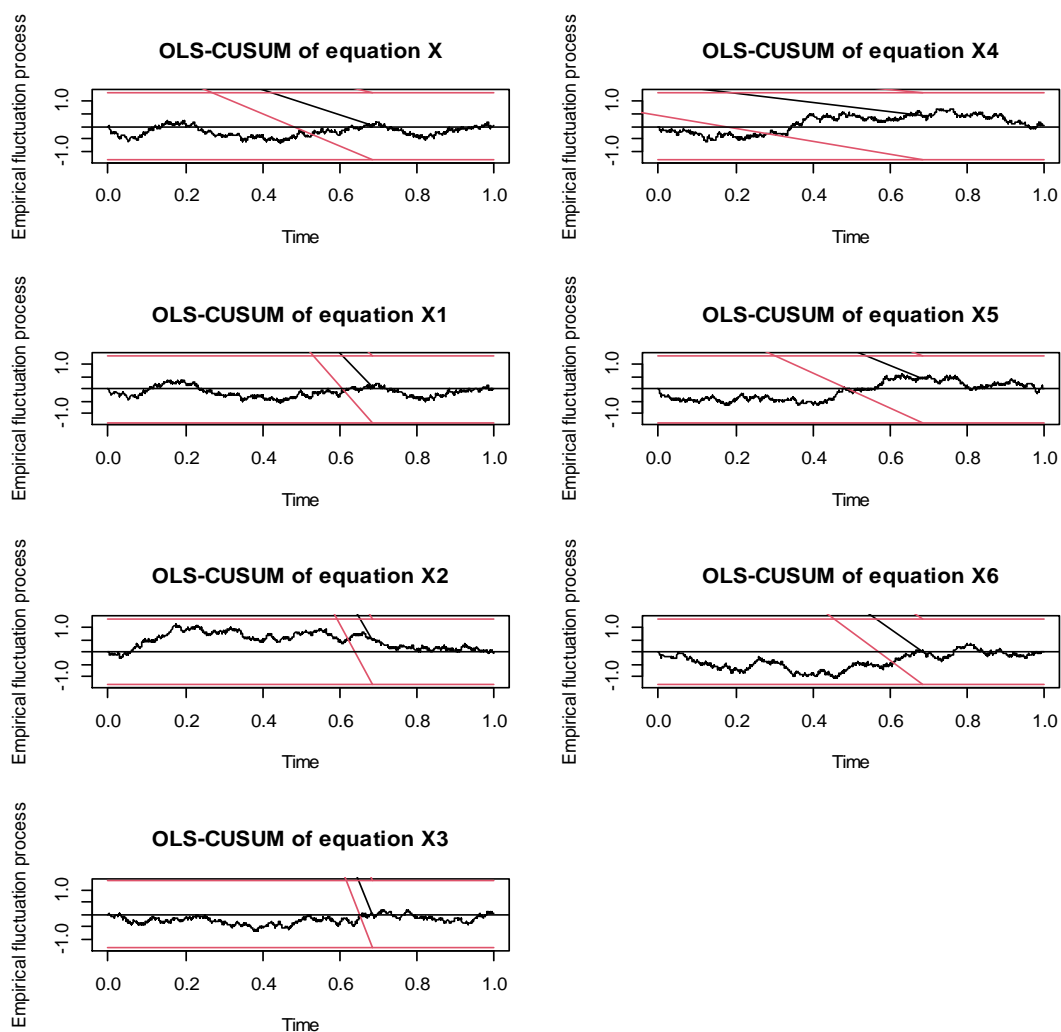 OLS-CUSUM of equation X
Empirical fluctuation process
1.0
-1.0
0.0 0.2 0.4 0.6 0.8 1.0
Time
OLS-CUSUM of equation X1
Empirical fluctuation process
1.0
-1.0
0.0 0.2 0.4 0.6 0.8 1.0
Time
OLS-CUSUM of equation X2
Empirical fluctuation process
1.0
-1.0
0.0 0.2 0.4 0.6 0.8 1.0
Time
OLS-CUSUM of equation X3
Empirical fluctuation process
1.0
-1.0
0.0 0.2 0.4 0.6 0.8 1.0
Time
OLS-CUSUM of equation X4
Empirical fluctuation process
1.0
-1.0
0.0 0.2 0.4 0.6 0.8 1.0
Time
OLS-CUSUM of equation X5
Empirical fluctuation process
1.0
-1.0
0.0 0.2 0.4 0.6 0.8 1.0
Time
OLS-CUSUM of equation X6
Empirical fluctuation process
1.0
-1.0
0.0 0.2 0.4 0.6 0.8 1.0
Time